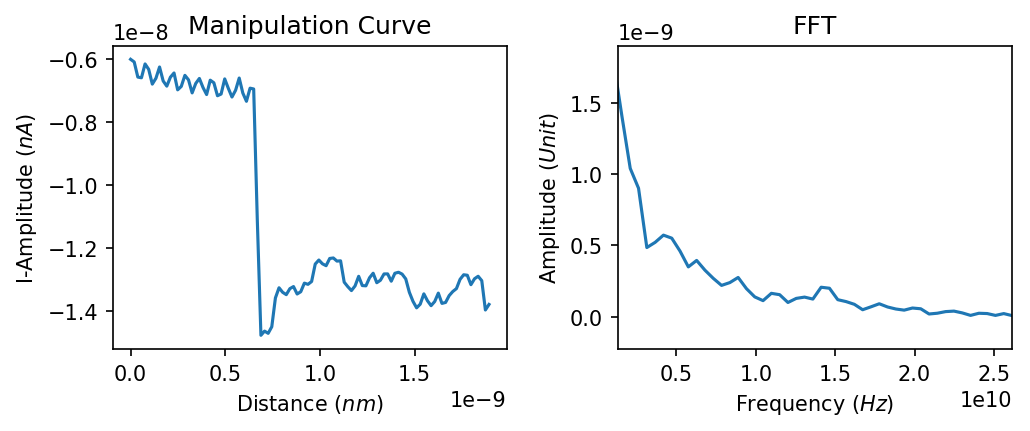 Manipulation Curve
1e−8
−0.6
−0.8
−1.0
−1.2
−1.4
I-Amplitude (nA)
0.0 0.5 1.0 1.5
1e−9
Distance (nm)
FFT
1e−9
1.5
1.0
0.5
0.0
Amplitude (Unit)
0.5 1.0 1.5 2.0 2.5
1e10
Frequency (Hz)